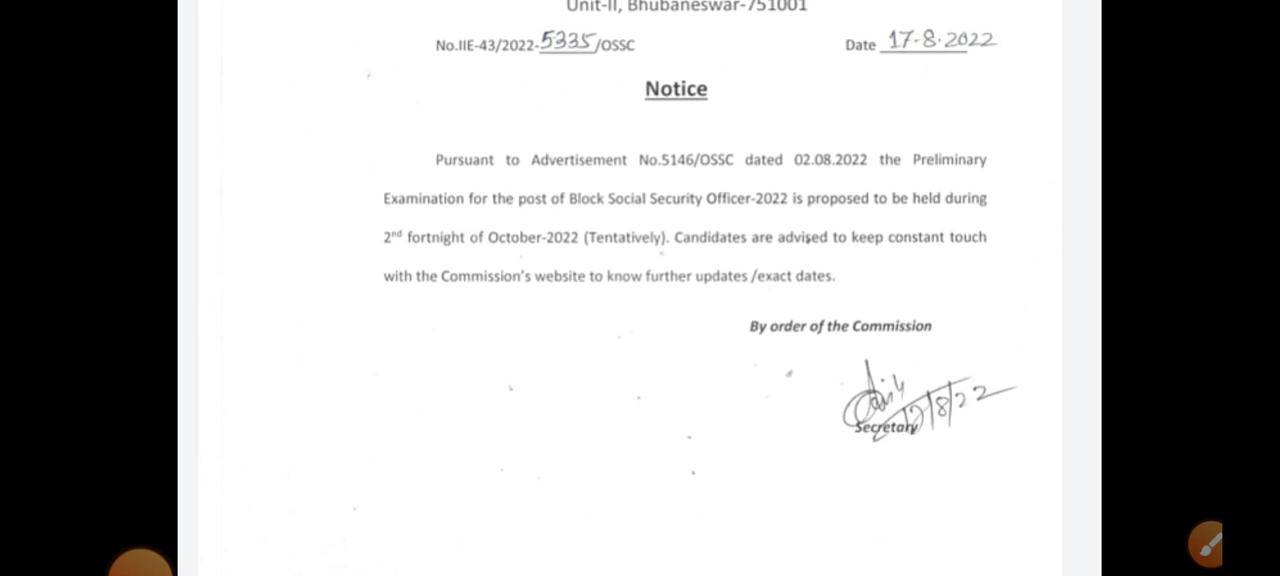 Unit-II, Bhubaneswar-751001
No.IIE-43/2022-5335/OSSC Date 17-8-2022
Notice
Pursuant to Advertisement No.5146/OSSC dated 02.08.2022 the Preliminary
Examination for the post of Block Social Security Officer-2022 is proposed to be held during
2nd fortnight of October-2022 (Tentatively). Candidates are advised to keep constant touch
with the Commission's website to know further updates /exact dates.
By order of the Commission
Secretary